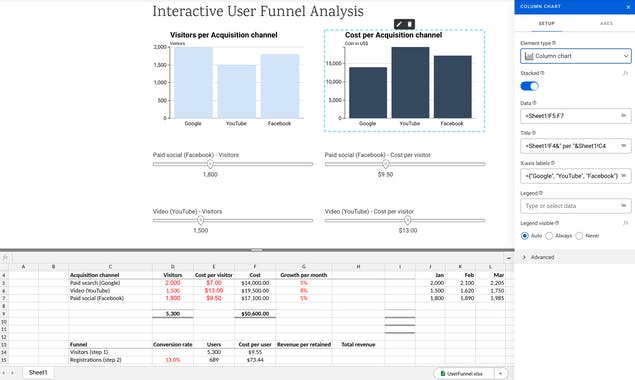 Interactive User Funnel Analysis
Visitors per Acquisition channel
Visitors
2,000
1,500
1,000
500
0
Google YouTube Facebook
Cost per Acquisition channel
Cost in US$
15,000
10,000
5,000
0
Google YouTube Facebook
Paid social (Facebook) - Visitors
1,800
Paid social (Facebook) - Cost per visitor
$9.50
Video (YouTube) - Visitors
1,500
Video (YouTube) - Cost per visitor
$13.00
COLUMN CHART
SETUP AXES
Element type
Column chart
Stacked
Data
=Sheet1!F5:F7
Title
=Sheet1!F4&" per "&Sheet1!C4
X-axis labels
={"Google", "YouTube", "Facebook"}
Legend
Type or select data
Legend visible
Auto Always Never
Advanced
fx
A B C D E F G H I J K L
4 Acquisition channel Visitors Cost per visitor Cost Growth per month Jan Feb Mar
5 Paid search (Google) 2,000 $7.00 $14,000.00 5% 2,000 2,100 2,205
6 Video (YouTube) 1,500 $13.00 $19,500.00 8% 1,500 1,620 1,750
7 Paid social (Facebook) 1,800 $9.50 $17,100.00 5% 1,800 1,890 1,985
8
9 5,300 $50,600.00
10
11
12
13 Funnel Conversion rate Users Cost per user Revenue per retained Total revenue
14 Visitors (step 1) 5,300 $9.55
15 Registrations (step 2) 13.0% 689 $73.44
Sheet1
UserFunnel.xlsx